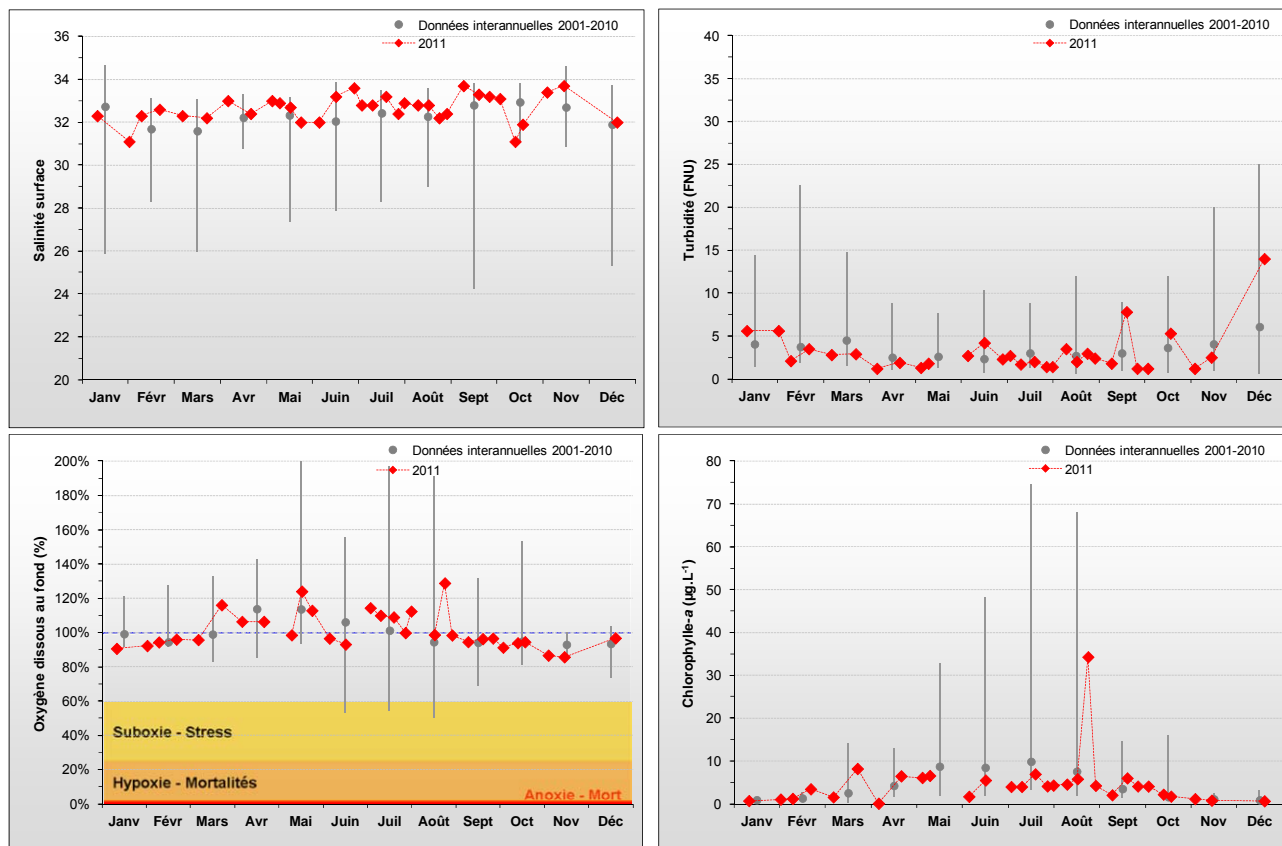 Données interannuelles 2001-2010
2011
Salinité surface
36
34
32
30
28
26
24
22
20
Janv Févr Mars Avr Mai Juin Juil Août Sept Oct Nov Déc
Données interannuelles 2001-2010
2011
Turbidité (FNU)
40
35
30
25
20
15
10
5
0
Janv Févr Mars Avr Mai Juin Juil Août Sept Oct Nov Déc
Données interannuelles 2001-2010
2011
Oxygène dissous au fond (%)
200%
180%
160%
140%
120%
100%
80%
60%
40%
20%
0%
Suboxie - Stress
Hypoxie - Mortalités
Anoxie - Mort
Janv Févr Mars Avr Mai Juin Juil Août Sept Oct Nov Déc
Données interannuelles 2001-2010
2011
Chlorophylle-a (µg.L⁻¹)
80
70
60
50
40
30
20
10
0
Janv Févr Mars Avr Mai Juin Juil Août Sept Oct Nov Déc